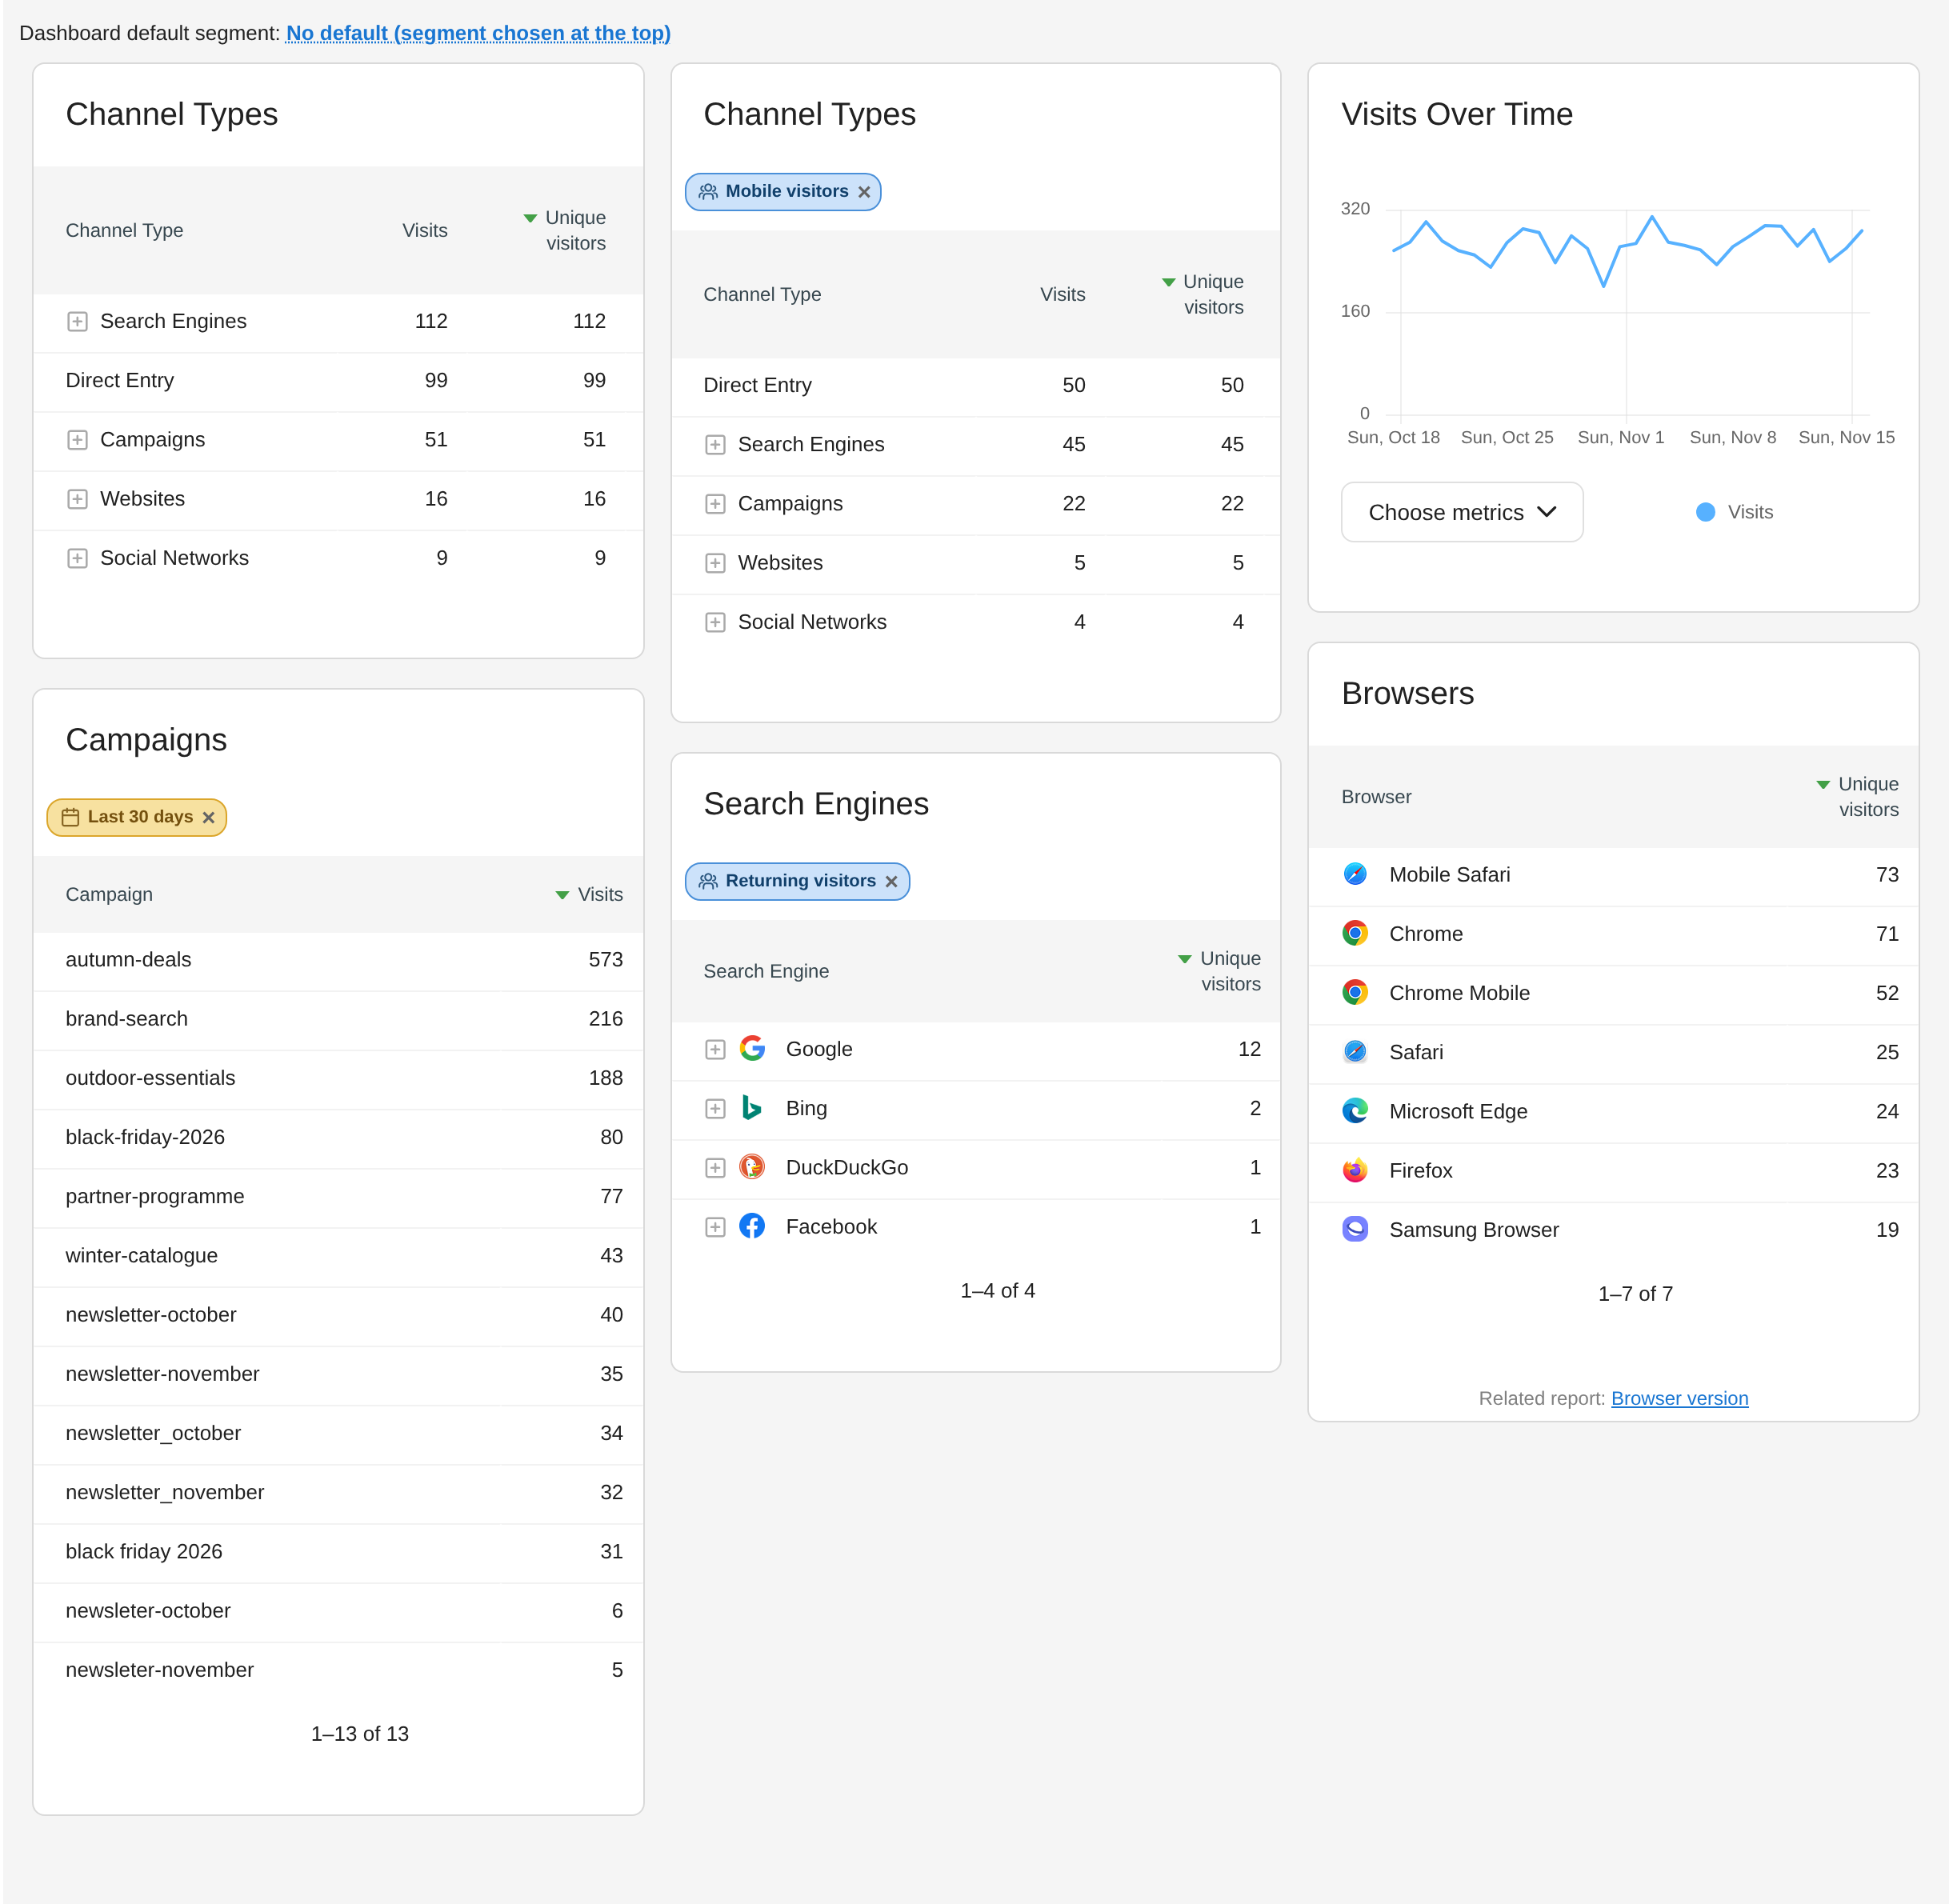 Dashboard default segment: No default (segment chosen at the top)
Channel Types
Channel Type Visits Unique visitors
Search Engines 112 112
Direct Entry 99 99
Campaigns 51 51
Websites 16 16
Social Networks 9 9
Campaigns
Last 30 days
Campaign Visits
autumn-deals 573
brand-search 216
outdoor-essentials 188
black-friday-2026 80
partner-programme 77
winter-catalogue 43
newsletter-october 40
newsletter-november 35
newsletter_october 34
newsletter_november 32
black friday 2026 31
newsleter-october 6
newsleter-november 5
1–13 of 13
Channel Types
Mobile visitors
Channel Type Visits Unique visitors
Direct Entry 50 50
Search Engines 45 45
Campaigns 22 22
Websites 5 5
Social Networks 4 4
Search Engines
Returning visitors
Search Engine Unique visitors
Google 12
Bing 2
DuckDuckGo 1
Facebook 1
1–4 of 4
Visits Over Time
320
160
0
Sun, Oct 18 Sun, Oct 25 Sun, Nov 1 Sun, Nov 8 Sun, Nov 15
Choose metrics Visits
Browsers
Browser Unique visitors
Mobile Safari 73
Chrome 71
Chrome Mobile 52
Safari 25
Microsoft Edge 24
Firefox 23
Samsung Browser 19
1–7 of 7
Related report: Browser version